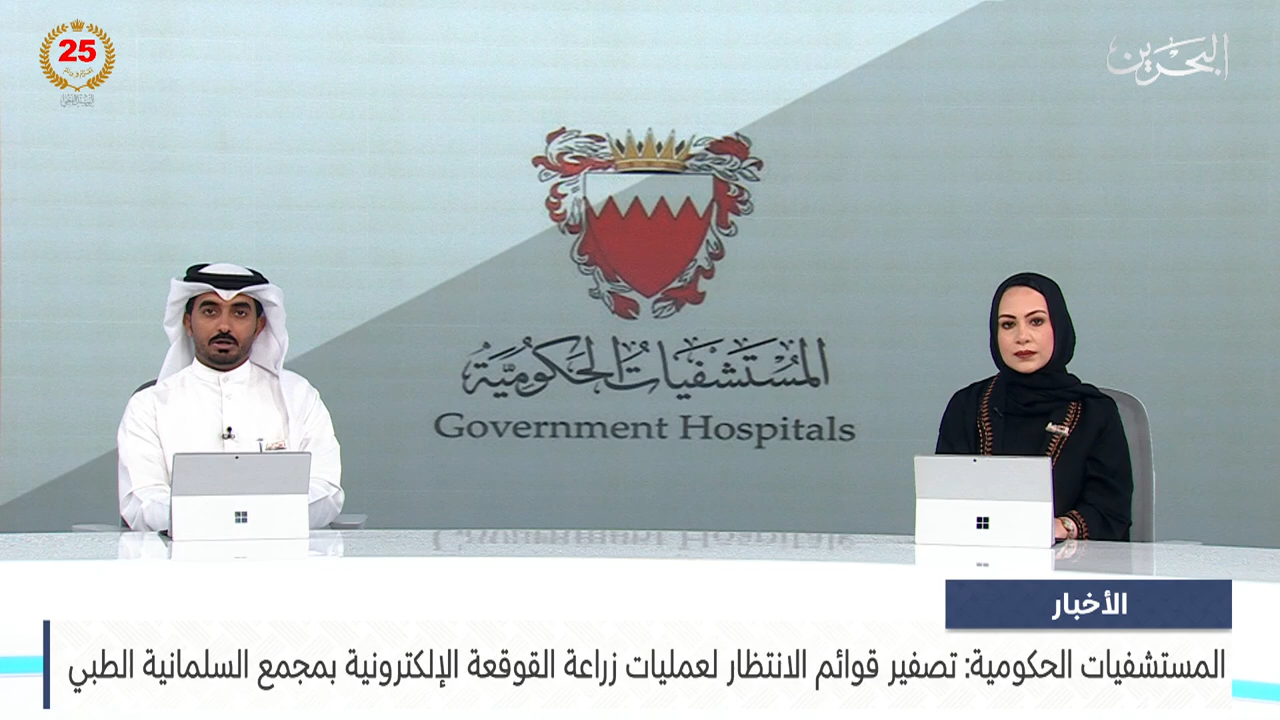 25
البحرين
المستشفيات الحكومية
Government Hospitals
الأخبار
المستشفيات الحكومية: تصفير قوائم الانتظار لعمليات زراعة القوقعة الإلكترونية بمجمع السلمانية الطبي